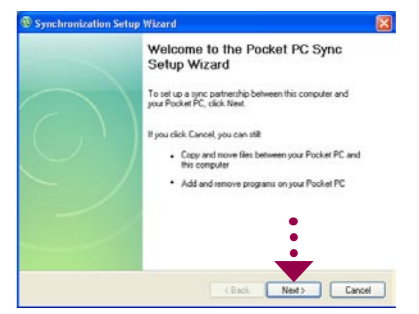 Synchronization Setup Wizard
Welcome to the Pocket PC Sync
Setup Wizard
To set up a sync partnership between this computer and
your Pocket PC, click Next.
If you click Cancel, you can still:
• Copy and move files between your Pocket PC and
this computer
• Add and remove programs on your Pocket PC
< Back Next > Cancel